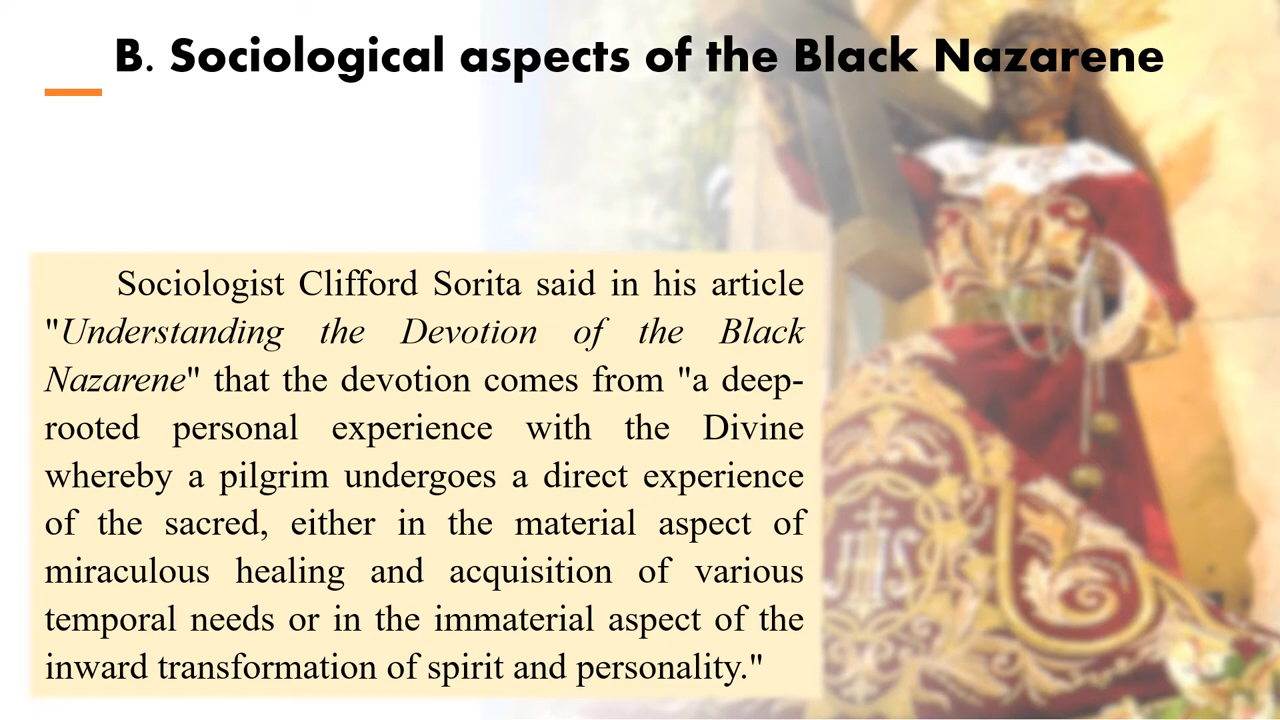 B. Sociological aspects of the Black Nazarene
Sociologist Clifford Sorita said in his article
"Understanding the Devotion of the Black
Nazarene" that the devotion comes from "a deep-
rooted personal experience with the Divine
whereby a pilgrim undergoes a direct experience
of the sacred, either in the material aspect of
miraculous healing and acquisition of various
temporal needs or in the immaterial aspect of the
inward transformation of spirit and personality."
JHS